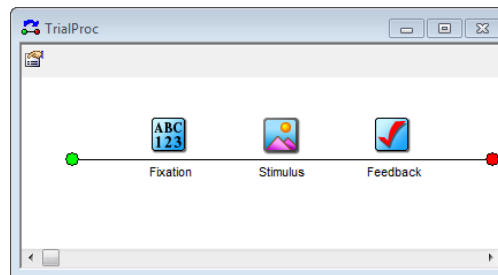 TrialProc
ABC
123
Fixation
Stimulus
Feedback